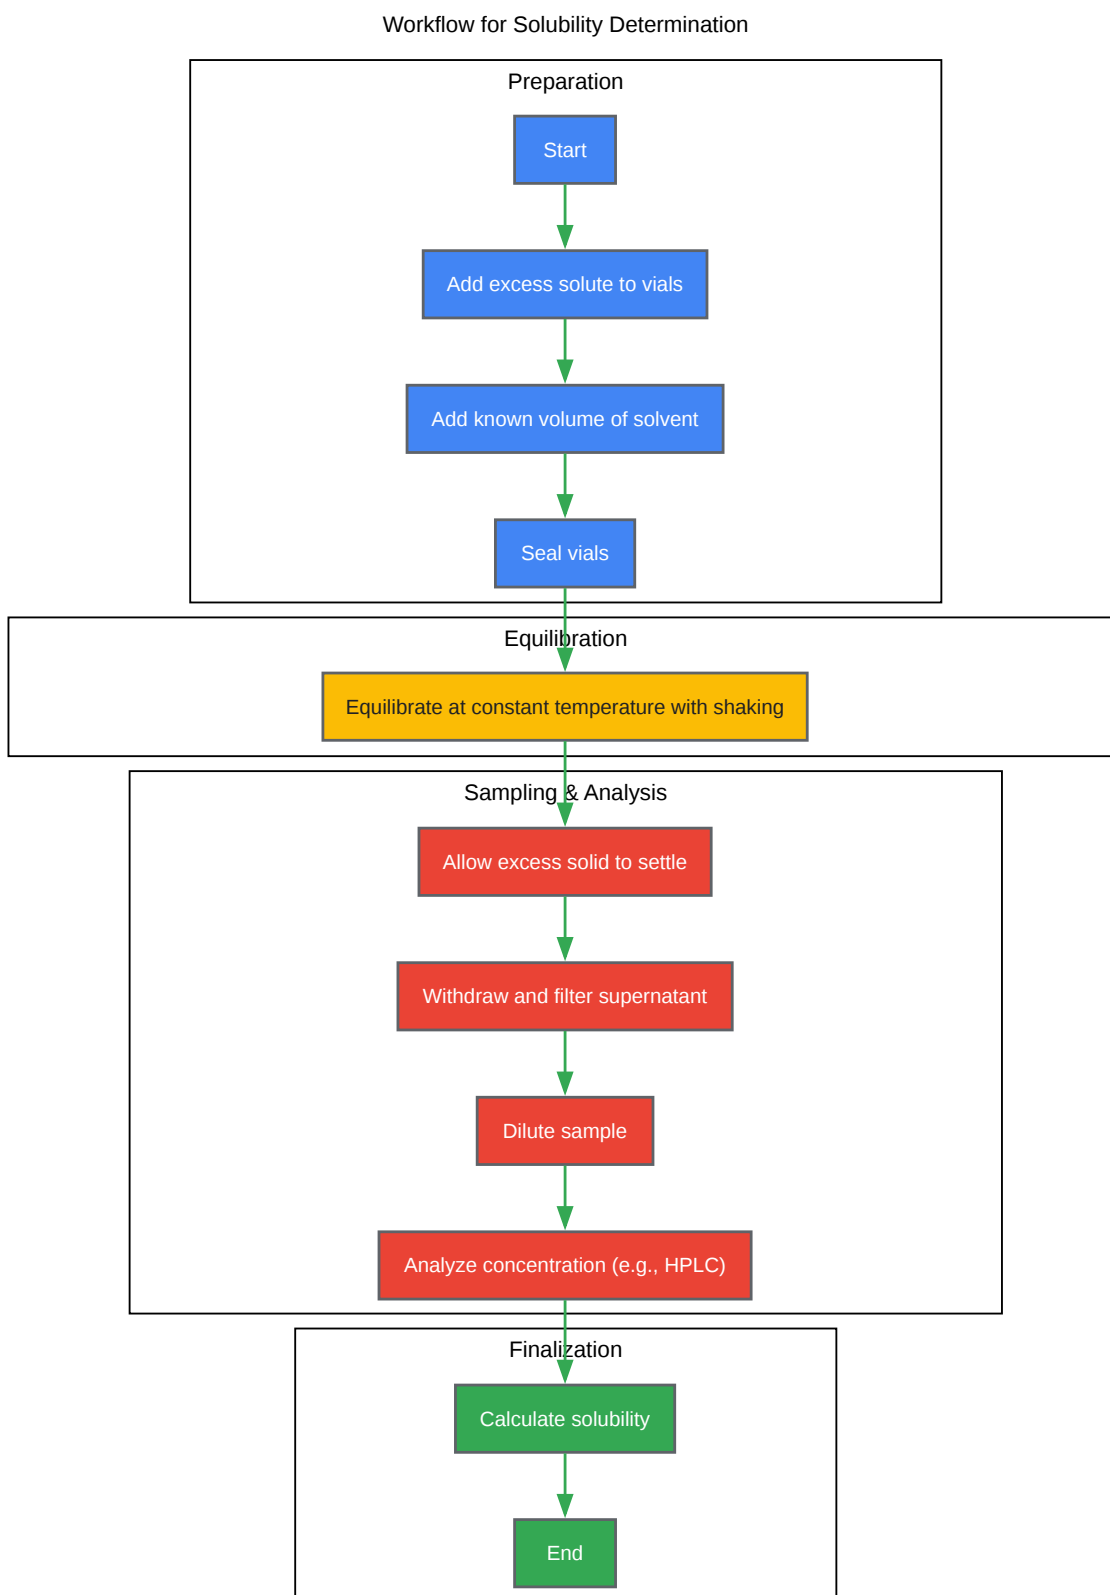 Workflow for Solubility Determination
Preparation
Start
Add excess solute to vials
Add known volume of solvent
Seal vials
Equilibration
Equilibrate at constant temperature with shaking
Sampling & Analysis
Allow excess solid to settle
Withdraw and filter supernatant
Dilute sample
Analyze concentration (e.g., HPLC)
Finalization
Calculate solubility
End